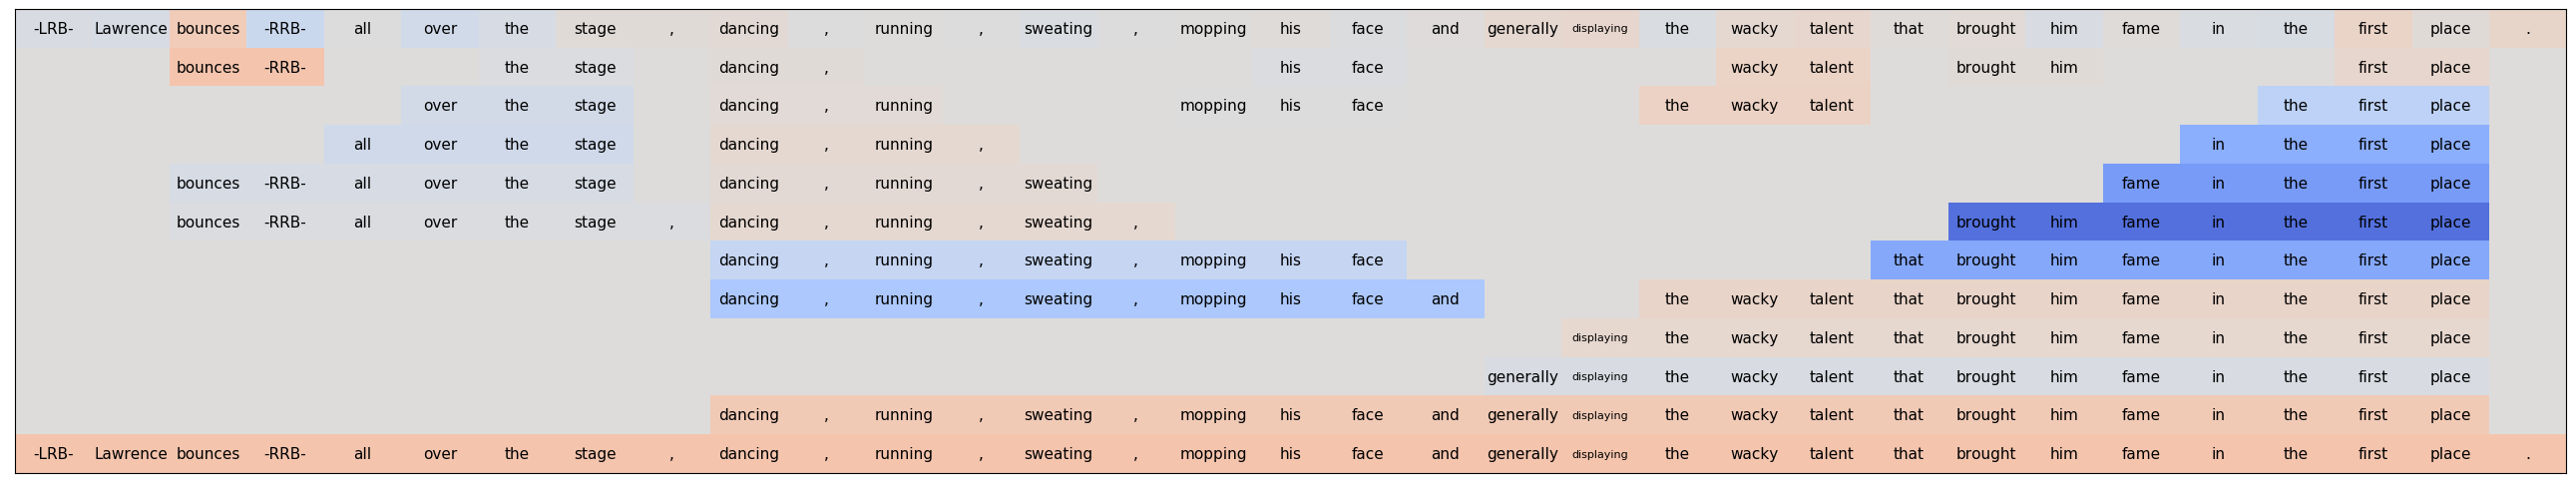 -LRB- Lawrence bounces -RRB- all over the stage , dancing , running , sweating , mopping his face and generally displaying the wacky talent that brought him fame in the first place .
bounces -RRB- the stage dancing , his face wacky talent brought him first place
over the stage dancing , running mopping his face the wacky talent the first place
all over the stage dancing , running , in the first place
bounces -RRB- all over the stage dancing , running , sweating fame in the first place
bounces -RRB- all over the stage , dancing , running , sweating , brought him fame in the first place
dancing , running , sweating , mopping his face that brought him fame in the first place
dancing , running , sweating , mopping his face and the wacky talent that brought him fame in the first place
displaying the wacky talent that brought him fame in the first place
generally displaying the wacky talent that brought him fame in the first place
dancing , running , sweating , mopping his face and generally displaying the wacky talent that brought him fame in the first place
-LRB- Lawrence bounces -RRB- all over the stage , dancing , running , sweating , mopping his face and generally displaying the wacky talent that brought him fame in the first place .